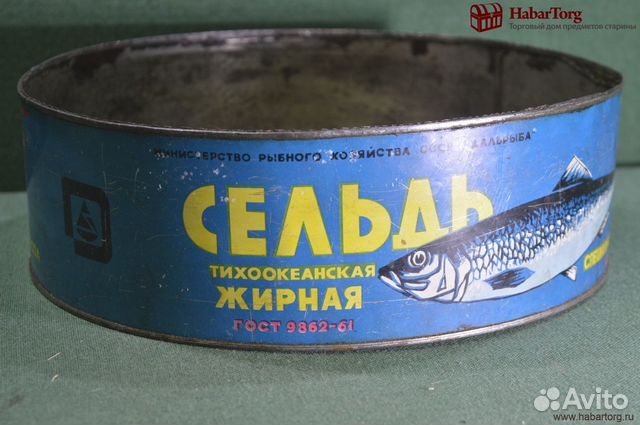 HabarTorg
Торговый дом предметов старины
МИНИСТЕРСТВО РЫБНОГО ХОЗЯЙСТВА СССР ДАЛЬРЫБА
СЕЛЬДЬ
ТИХООКЕАНСКАЯ
ЖИРНАЯ
ГОСТ 9862-61
Avito
www.habartorg.ru